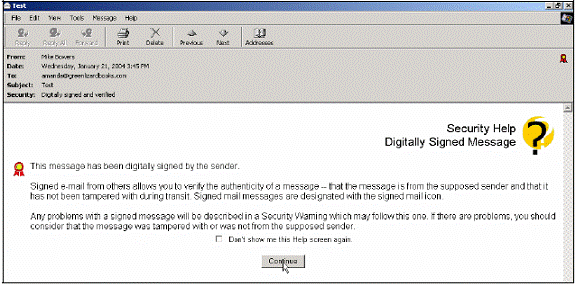 Test
File Edit View Tools Message Help
Reply Reply All Forward Print Delete Previous Next Addresses
From: Mike Bowers
Date: Wednesday, January 21, 2004 3:45 PM
To: amanda@greenlizardbooks.com
Subject: Test
Security: Digitally signed and verified
Security Help
Digitally Signed Message
This message has been digitally signed by the sender.
Signed e-mail from others allows you to verify the authenticity of a message -- that the message is from the supposed sender and that it
has not been tampered with during transit. Signed mail messages are designated with the signed mail icon.
Any problems with a signed message will be described in a Security Warning which may follow this one. If there are problems, you should
consider that the message was tampered with or was not from the supposed sender.
Don't show me this Help screen again.
Continue